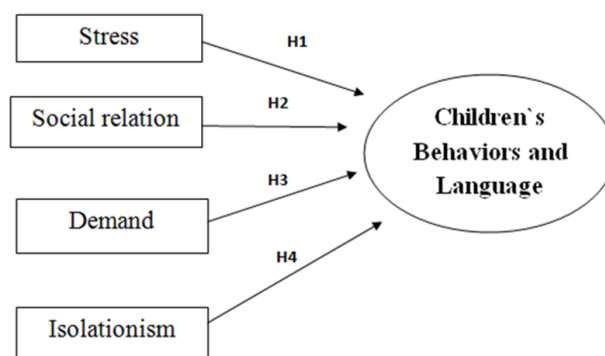 Stress
H1
Social relation
H2
Children`s
Behaviors and
Language
H3
Demand
H4
Isolationism